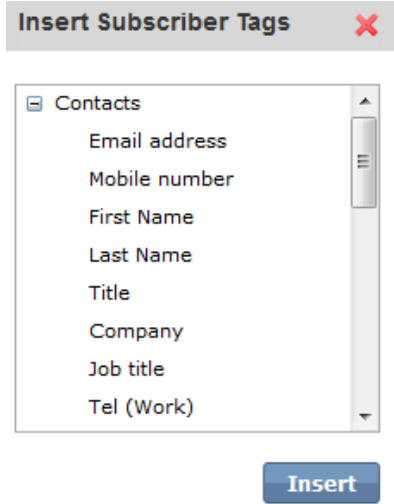 Insert Subscriber Tags
Contacts
Email address
Mobile number
First Name
Last Name
Title
Company
Job title
Tel (Work)
Insert